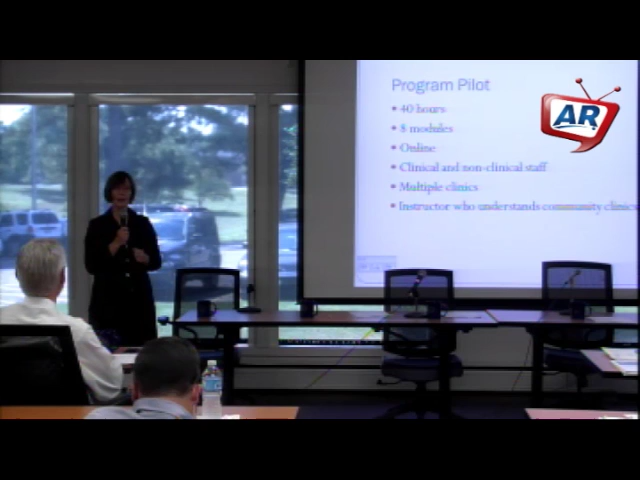 Program Pilot
• 40 hours
• 8 modules
• Online
• Clinical and non-clinical staff
• Multiple clinics
• Instructor who understands community clinics
AR